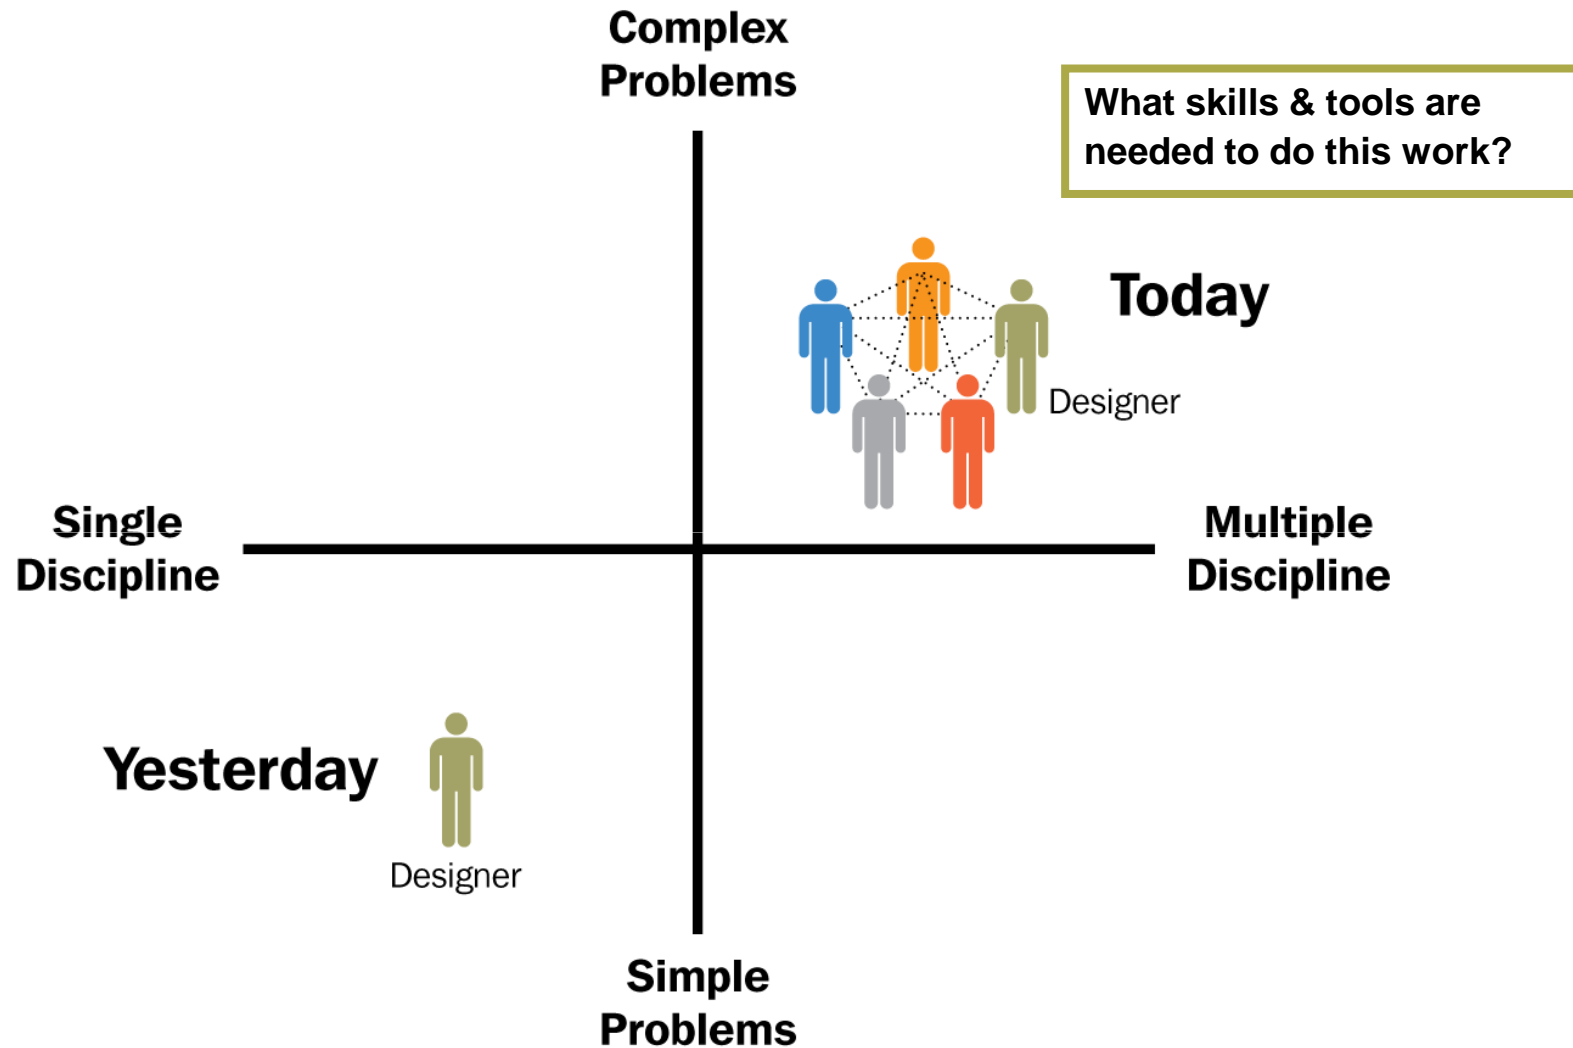 Complex
Problems
What skills & tools are
needed to do this work?
Today
Designer
Single
Discipline
Multiple
Discipline
Yesterday
Designer
Simple
Problems